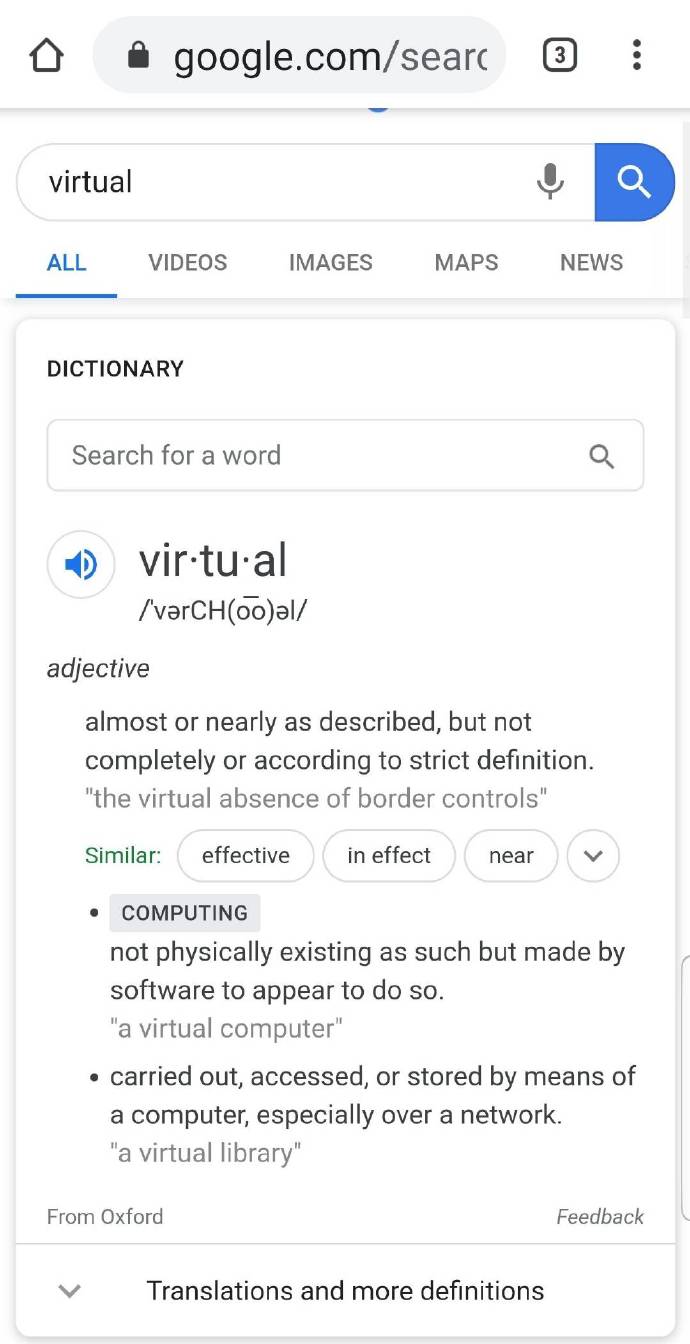 google.com/searc
3
virtual
ALL VIDEOS IMAGES MAPS NEWS
DICTIONARY
Search for a word
vir·tu·al
/ˈvərCH(o͞o)əl/
adjective
almost or nearly as described, but not
completely or according to strict definition.
"the virtual absence of border controls"
Similar: effective in effect near
• COMPUTING
not physically existing as such but made by
software to appear to do so.
"a virtual computer"
• carried out, accessed, or stored by means of
a computer, especially over a network.
"a virtual library"
From Oxford Feedback
Translations and more definitions